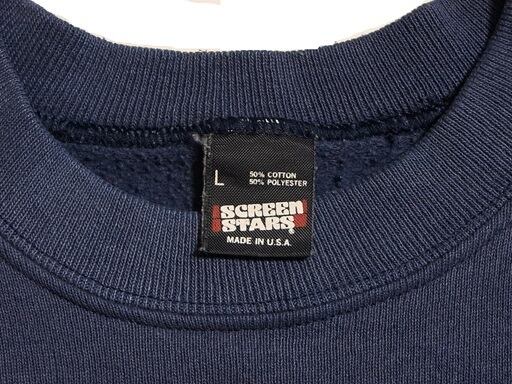 L
50% COTTON
50% POLYESTER
SCREEN
STARS®
MADE IN U.S.A.